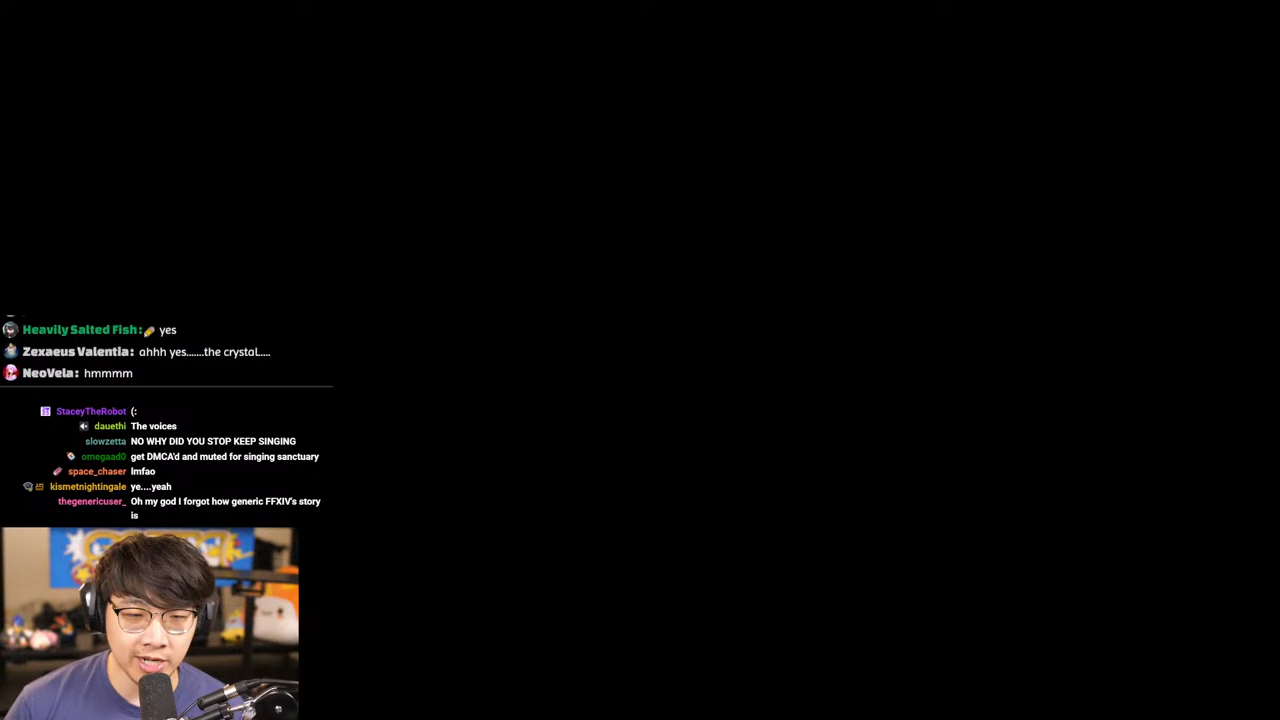 Heavily Salted Fish: yes
Zexaeus Valentia: ahhh yes.......the crystal.....
NeoVela: hmmmm
StaceyTheRobot (:
dauethi The voices
slowzetta NO WHY DID YOU STOP KEEP SINGING
omegaad0 get DMCA'd and muted for singing sanctuary
space_chaser lmfao
kismetnightingale ye....yeah
thegenericuser_ Oh my god I forgot how generic FFXIV's story
is